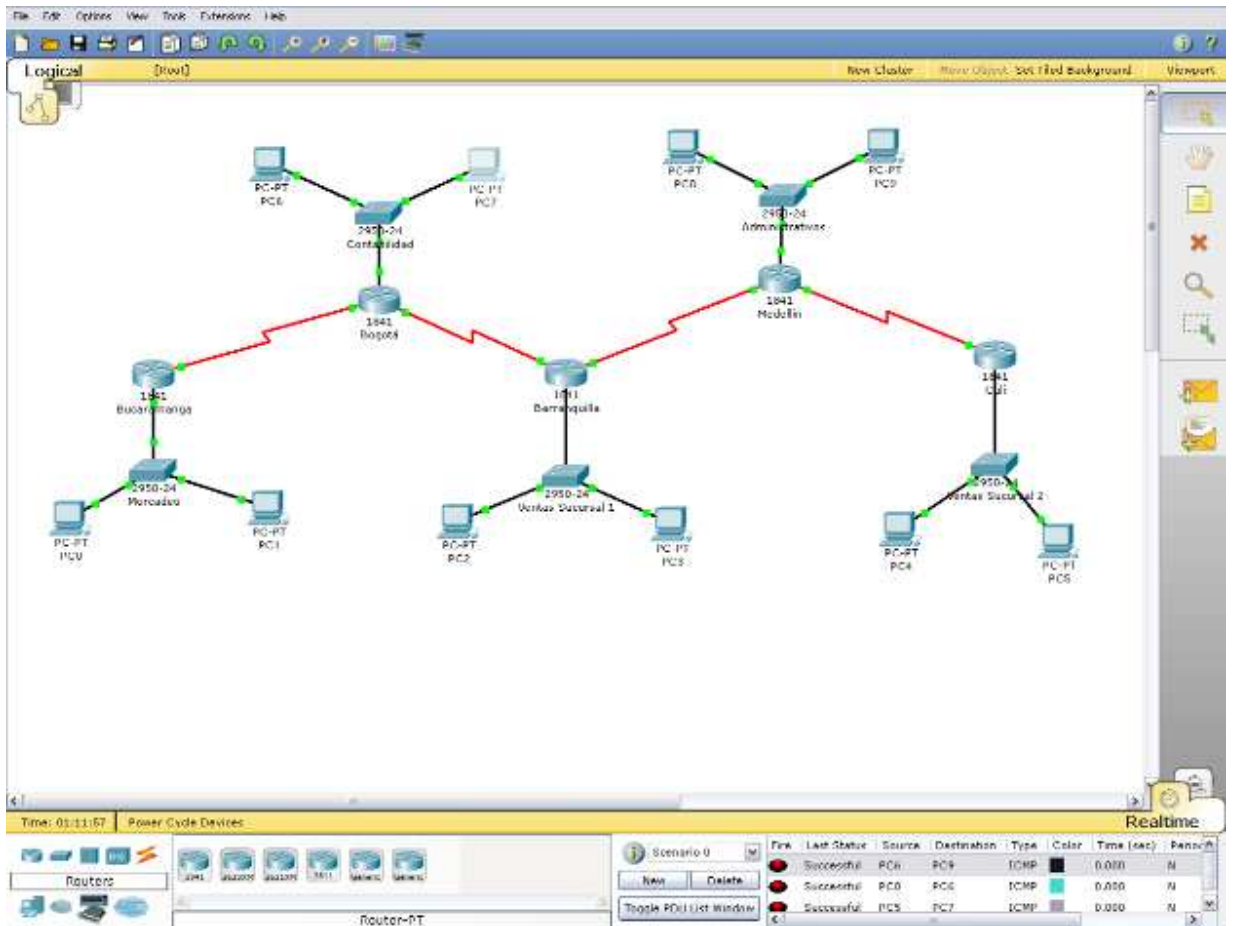 File Edit Options View Tools Extensions Help
Logical [Root] New Cluster Move Object Set Tiled Background Viewport
PC-PT
PC6
PC-PT
PC7
2950-24
Contabilidad
1841
Bogotá
PC-PT
PC8
PC-PT
PC9
2950-24
Administrativos
1841
Medellin
1841
Bucaramanga
1841
Barranquilla
1841
Cali
2950-24
Mercadeo
PC-PT
PC0
PC-PT
PC1
2950-24
Ventas Sucursal 1
PC-PT
PC2
PC-PT
PC3
2950-24
Ventas Sucursal 2
PC-PT
PC4
PC-PT
PC5
Time: 01:11:57 Power Cycle Devices Realtime
Routers
1841
Router-PT
Scenario 0
New Delete
Toggle PDU List Window
Fire Last Status Source Destination Type Color Time (sec)
Successful PC6 PC9 ICMP 0.000 N
Successful PC0 PC6 ICMP 0.000 N
Successful PC5 PC7 ICMP 0.000 N